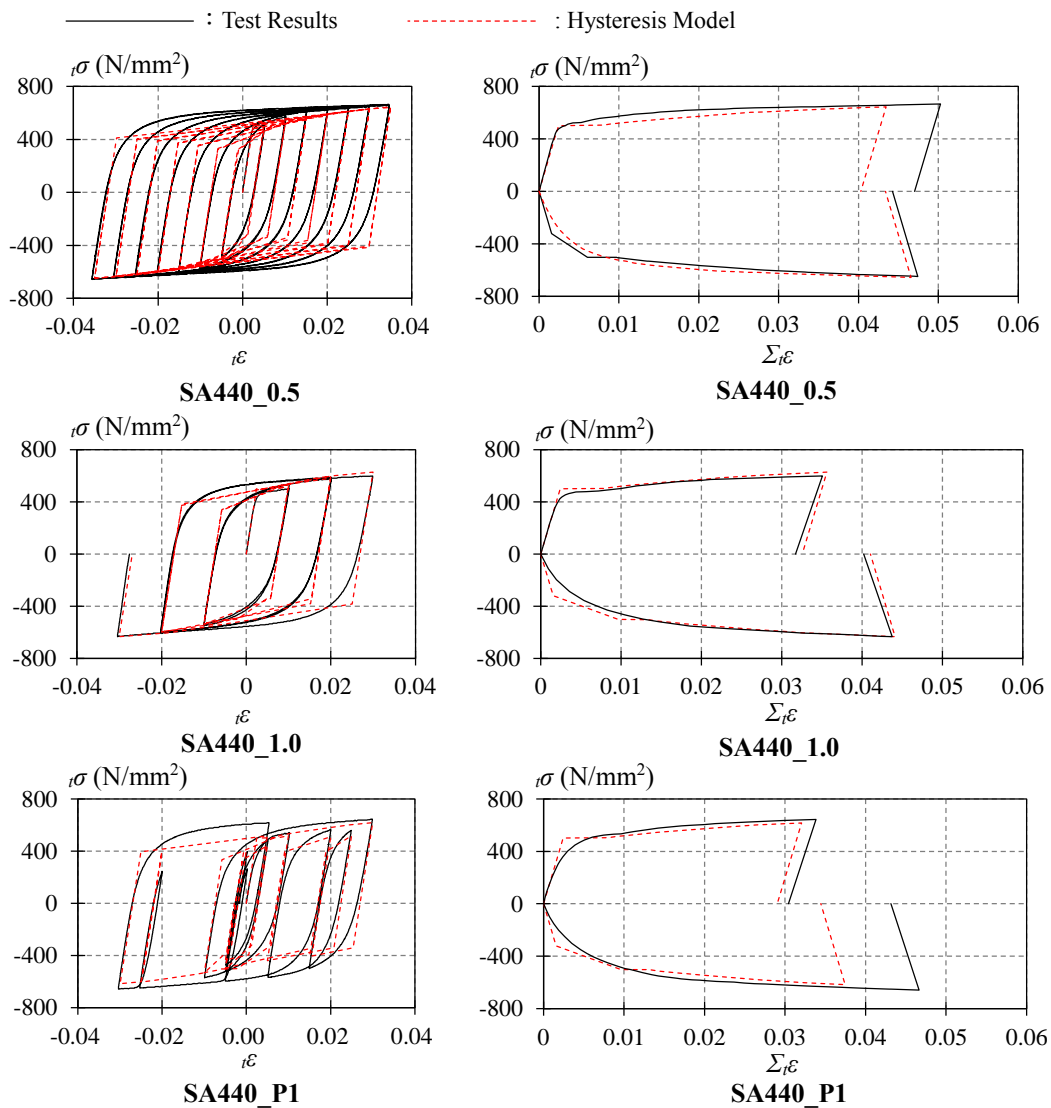 : Test Results : Hysteresis Model
tσ (N/mm²) tσ (N/mm²)
800 800
400 400
0 0
-400 -400
-800 -800
-0.04 -0.02 0.00 0.02 0.04 0 0.01 0.02 0.03 0.04 0.05 0.06
tε Σtε
SA440_0.5 SA440_0.5
tσ (N/mm²) tσ (N/mm²)
800 800
400 400
0 0
-400 -400
-800 -800
-0.04 -0.02 0 0.02 0.04 0 0.01 0.02 0.03 0.04 0.05 0.06
tε Σtε
SA440_1.0 SA440_1.0
tσ (N/mm²) tσ (N/mm²)
800 800
400 400
0 0
-400 -400
-800 -800
-0.04 -0.02 0.00 0.02 0.04 0 0.01 0.02 0.03 0.04 0.05 0.06
tε Σtε
SA440_P1 SA440_P1